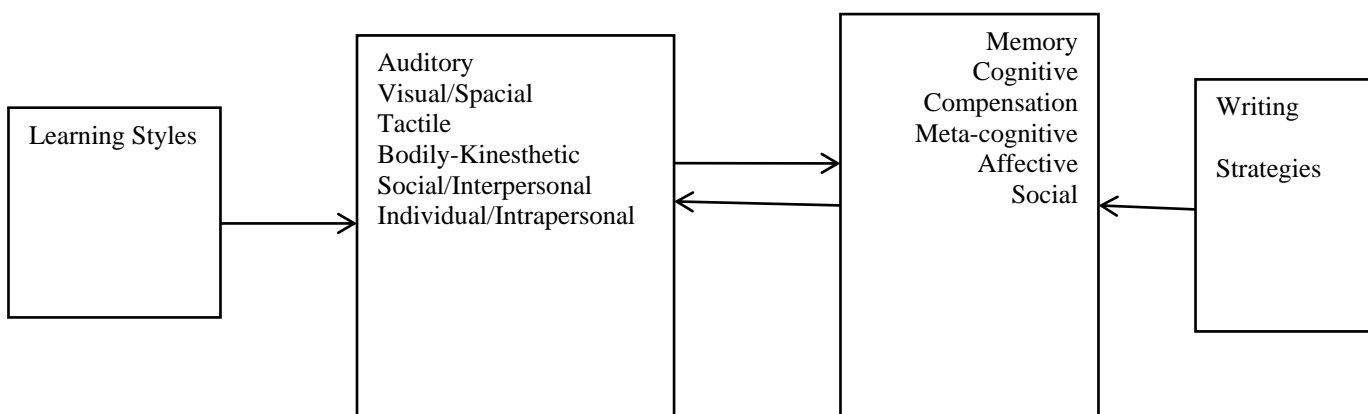 Learning Styles
Auditory
Visual/Spacial
Tactile
Bodily-Kinesthetic
Social/Interpersonal
Individual/Intrapersonal
Memory
Cognitive
Compensation
Meta-cognitive
Affective
Social
Writing
Strategies